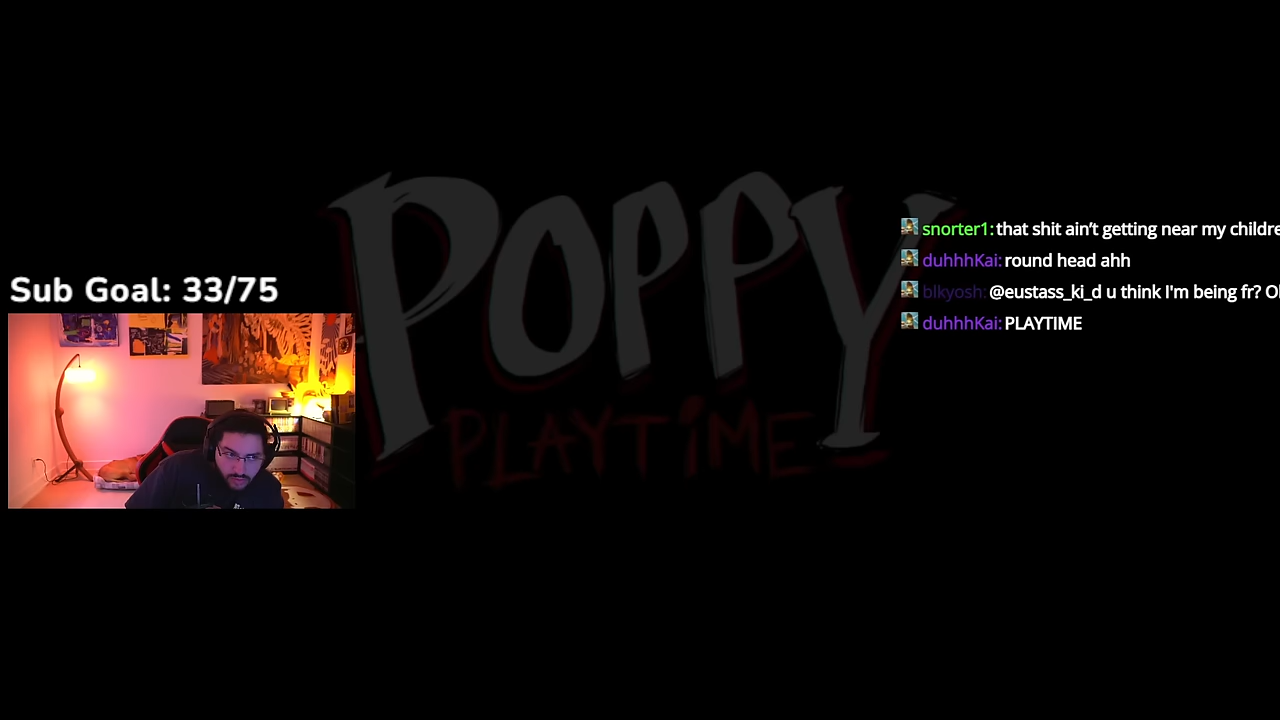 POPPY
PLAYTIME
Sub Goal: 33/75
snorter1: that shit ain't getting near my childre
duhhhKai: round head ahh
blkyosh: @eustass_ki_d u think I'm being fr? O
duhhhKai: PLAYTIME